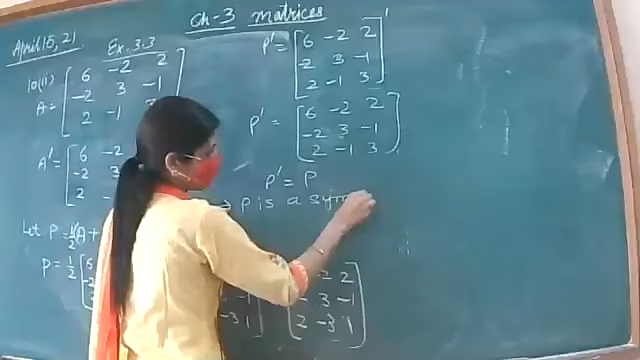 Ch-3 matrices
April 15, 21
Ex. 3.3
10(ii)
A = [ 6 -2 2
-2 3 -1
2 -1
A' = [ 6 -2
-2 3
2 -
Let P = 1/2 (A +
P = 1/2 [ 6
P' = [ 6 -2 2 ]'
-2 3 -1
2 -1 3
P' = [ 6 -2 2 ]
-2 3 -1
2 -1 3
P' = P
→ P is a sym
-1
-3 1 ]
2 2
- 3 -1
2 -3 1 ]